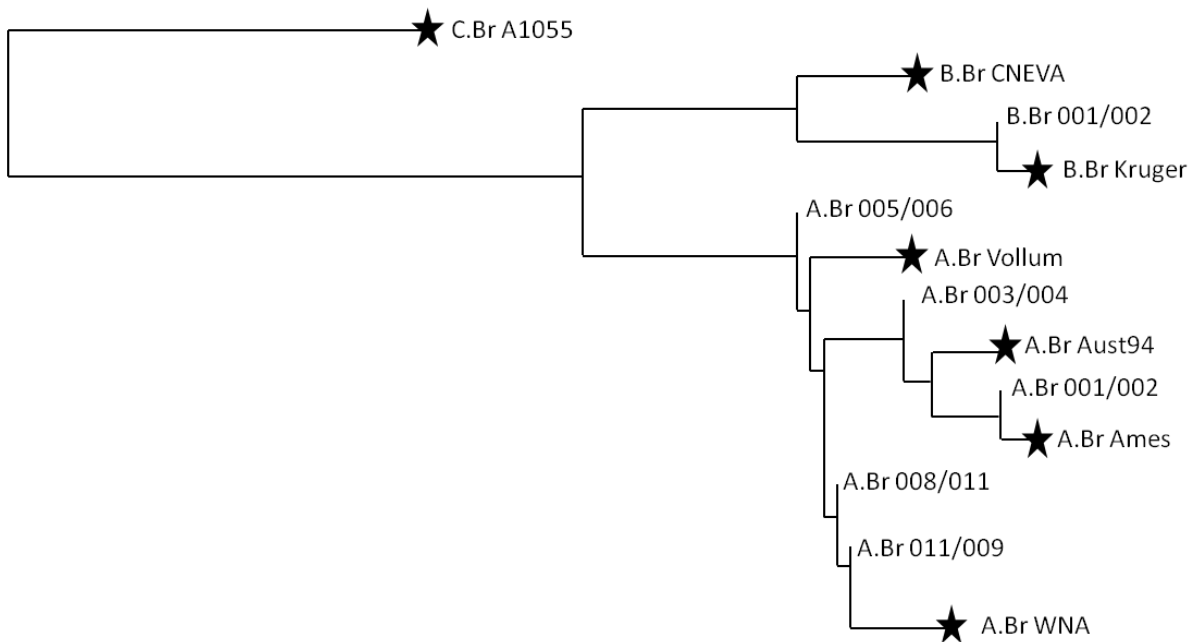 C.Br A1055
B.Br CNEVA
B.Br 001/002
B.Br Kruger
A.Br 005/006
A.Br Vollum
A.Br 003/004
A.Br Aust94
A.Br 001/002
A.Br Ames
A.Br 008/011
A.Br 011/009
A.Br WNA